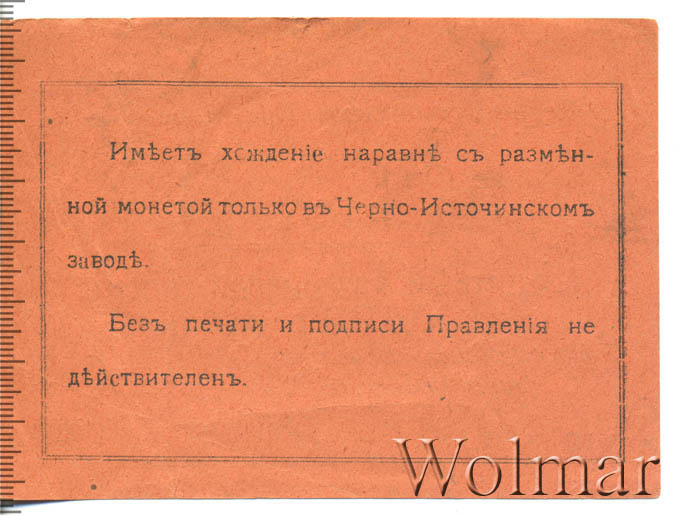 Имѣетъ хожденіе наравнѣ съ размѣн-
ной монетой только въ Черно-Источинскомъ
заводѣ.
Безъ печати и подписи Правленія не
дѣйствителенъ.
Wolmar